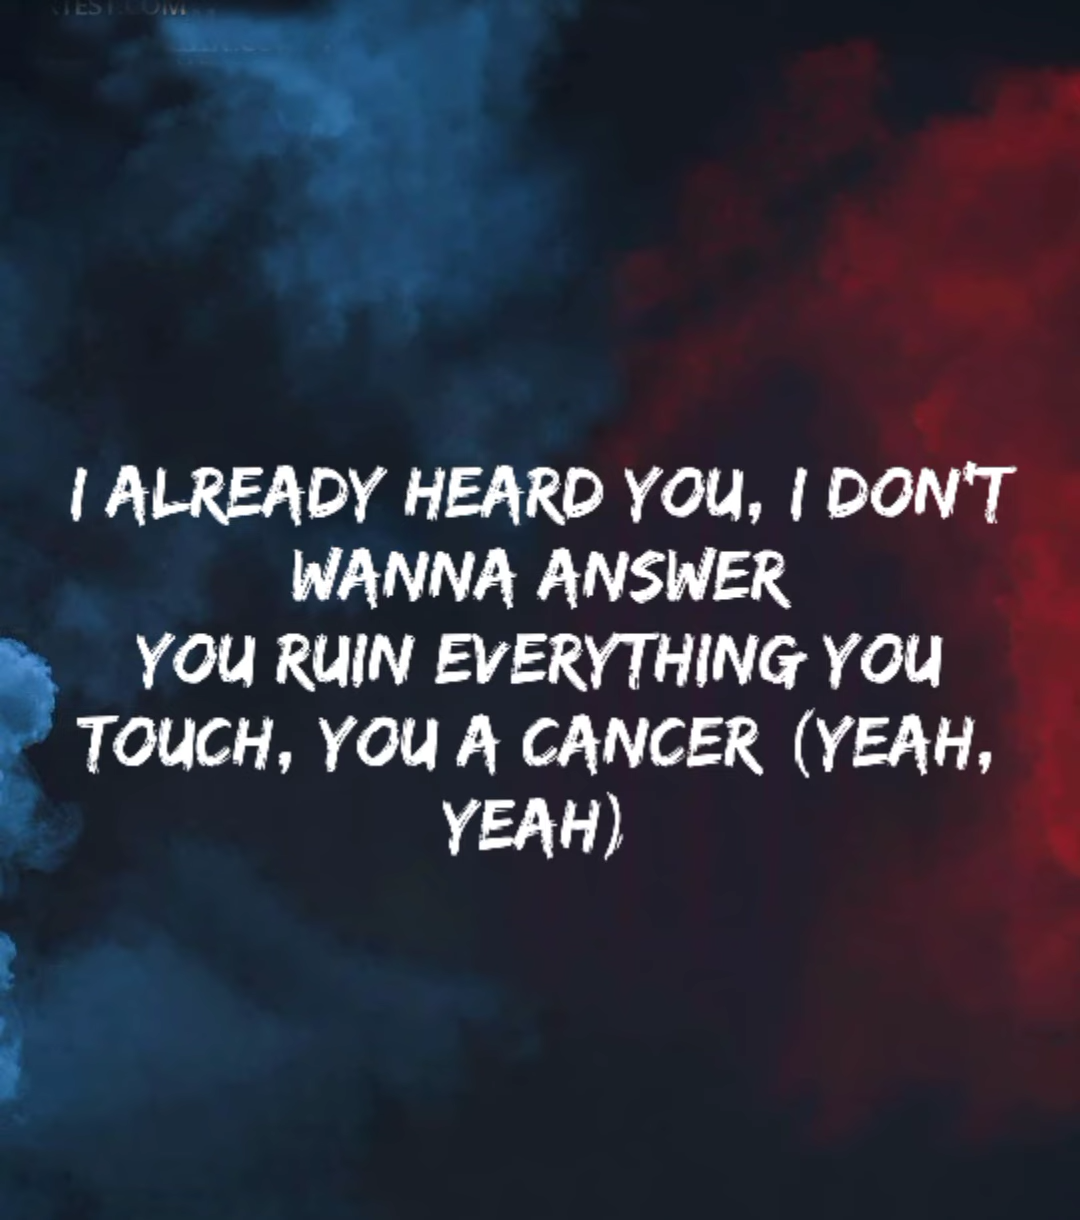 I ALREADY HEARD YOU, I DON'T
WANNA ANSWER
YOU RUIN EVERYTHING YOU
TOUCH, YOU A CANCER (YEAH,
YEAH)